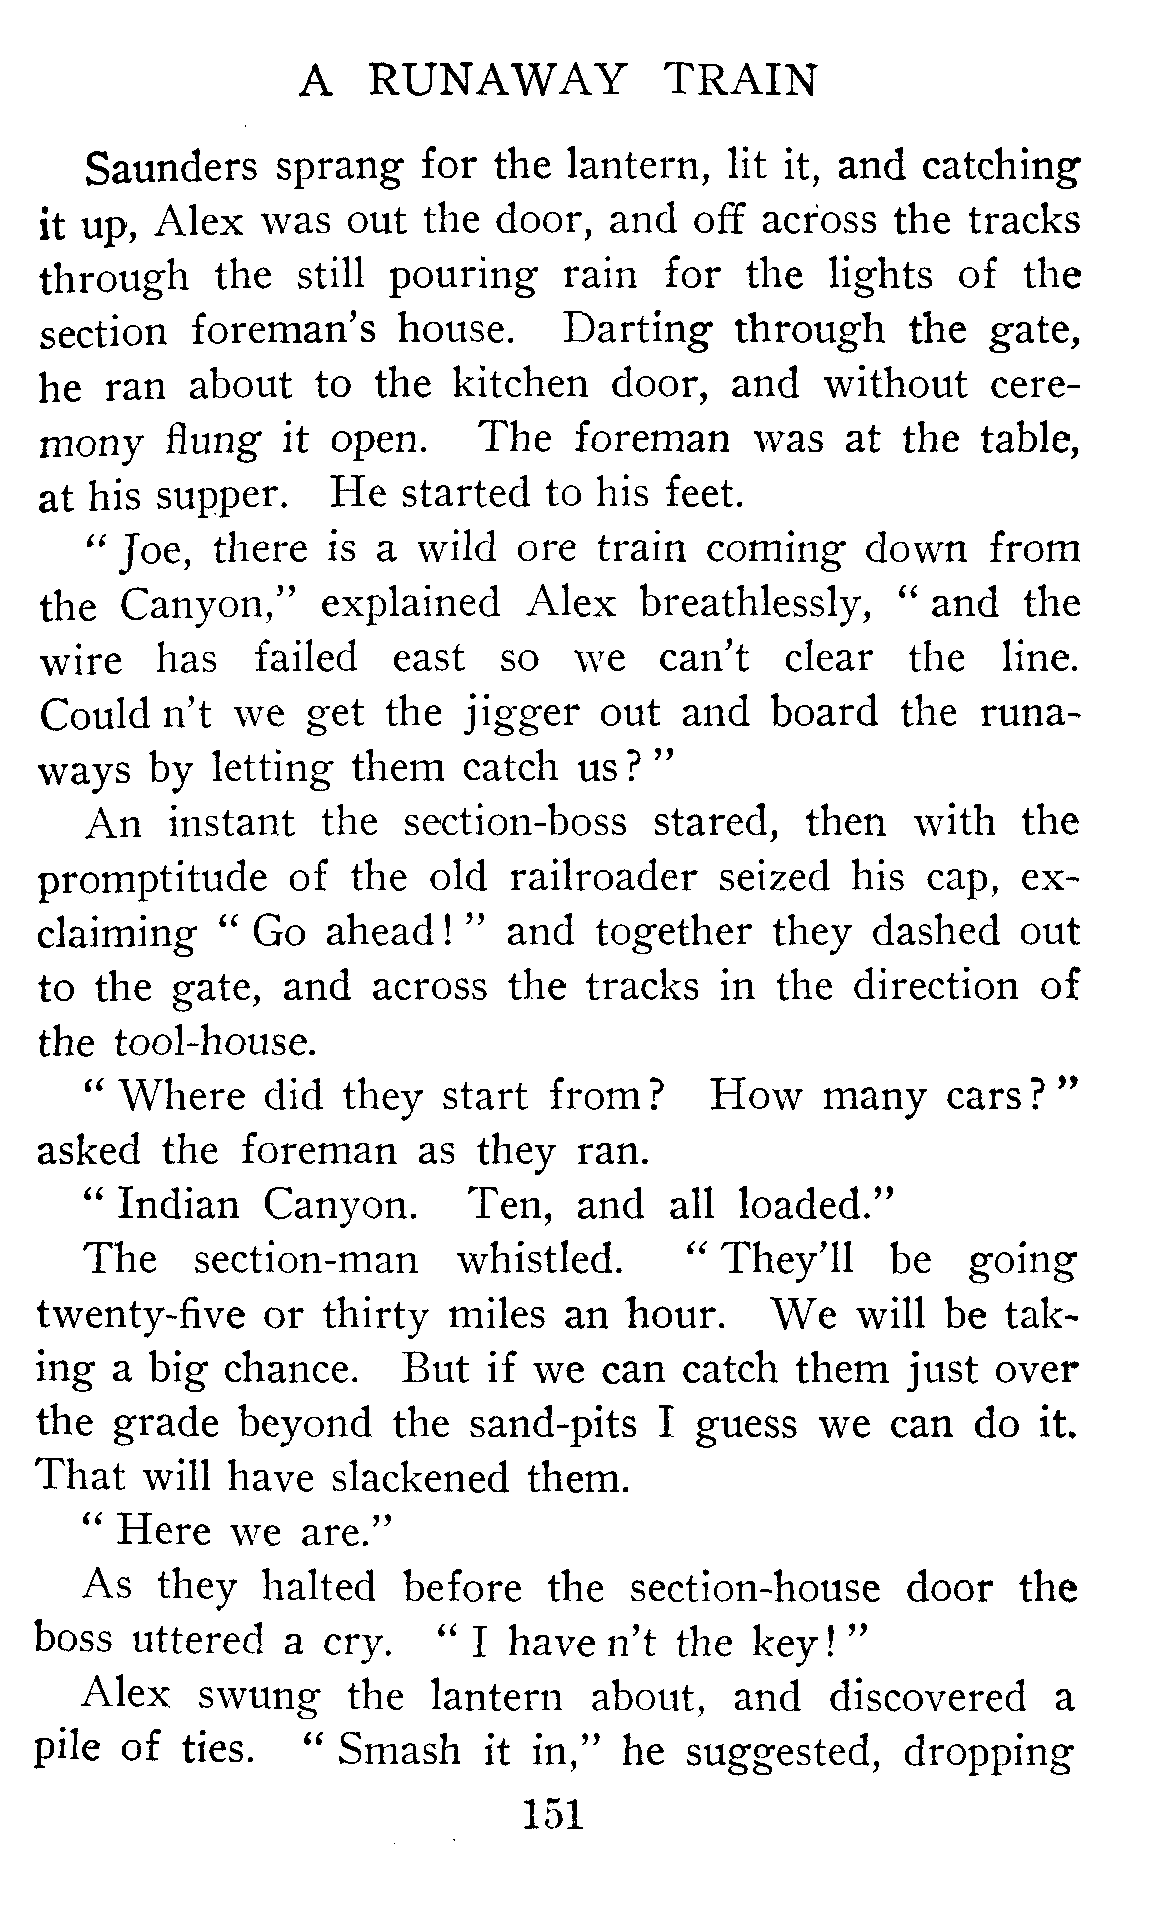 A RUNAWAY TRAIN
Saunders sprang for the lantern, lit it, and catching
it up, Alex was out the door, and off across the tracks
through the still pouring rain for the lights of the
section foreman's house. Darting through the gate,
he ran about to the kitchen door, and without cere-
mony flung it open. The foreman was at the table,
at his supper. He started to his feet.
“ Joe, there is a wild ore train coming down from
the Canyon,” explained Alex breathlessly, “ and the
wire has failed east so we can't clear the line.
Could n't we get the jigger out and board the runa-
ways by letting them catch us? ”
An instant the section-boss stared, then with the
promptitude of the old railroader seized his cap, ex-
claiming “ Go ahead! ” and together they dashed out
to the gate, and across the tracks in the direction of
the tool-house.
“ Where did they start from? How many cars? ”
asked the foreman as they ran.
“ Indian Canyon. Ten, and all loaded.”
The section-man whistled. “ They'll be going
twenty-five or thirty miles an hour. We will be tak-
ing a big chance. But if we can catch them just over
the grade beyond the sand-pits I guess we can do it.
That will have slackened them.
“ Here we are.”
As they halted before the section-house door the
boss uttered a cry. “ I have n't the key! ”
Alex swung the lantern about, and discovered a
pile of ties. “ Smash it in,” he suggested, dropping
151